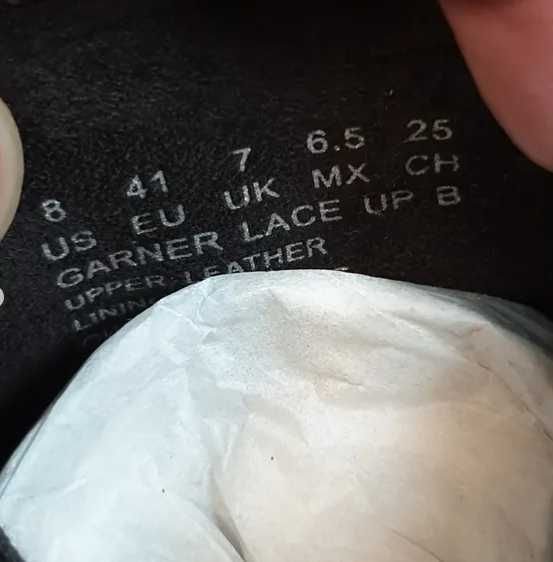 8 41 7 6.5 25
US EU UK MX CH
GARNER LACE UP B
UPPER LEATHER